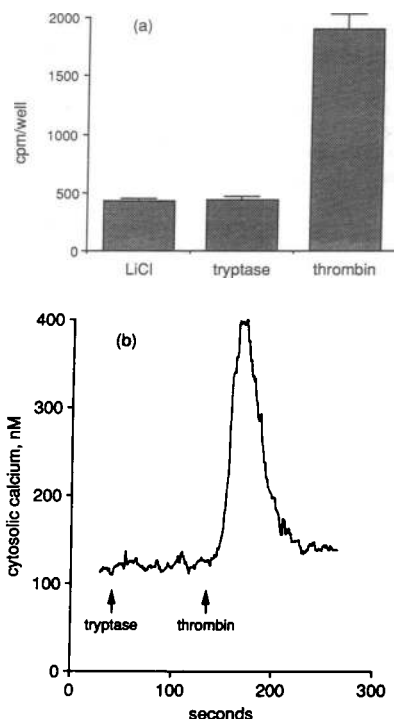 (a)
2000
1500
1000
500
0
cpm/well
LiCl tryptase thrombin
(b)
400
300
200
100
0
cytosolic calcium, nM
tryptase thrombin
0 100 200 300
seconds